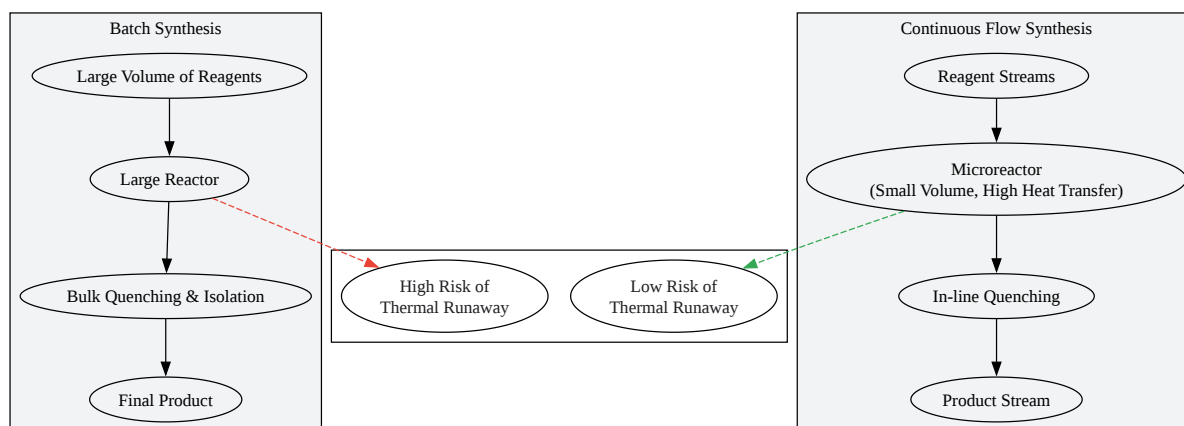 Batch Synthesis
Large Volume of Reagents
Large Reactor
Bulk Quenching & Isolation
Final Product
High Risk of
Thermal Runaway
Low Risk of
Thermal Runaway
Continuous Flow Synthesis
Reagent Streams
Microreactor
(Small Volume, High Heat Transfer)
In-line Quenching
Product Stream